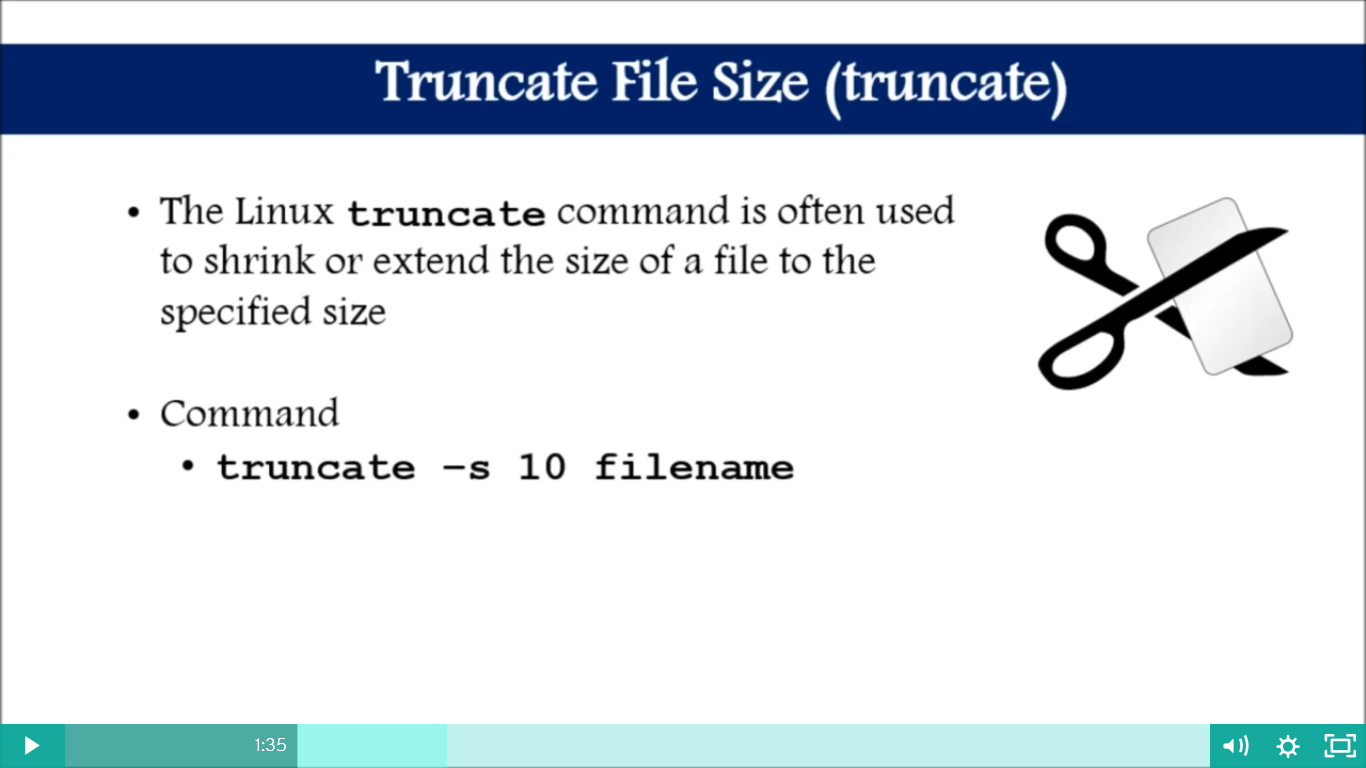 Truncate File Size (truncate)
• The Linux truncate command is often used
to shrink or extend the size of a file to the
specified size
• Command
• truncate –s 10 filename
1:35